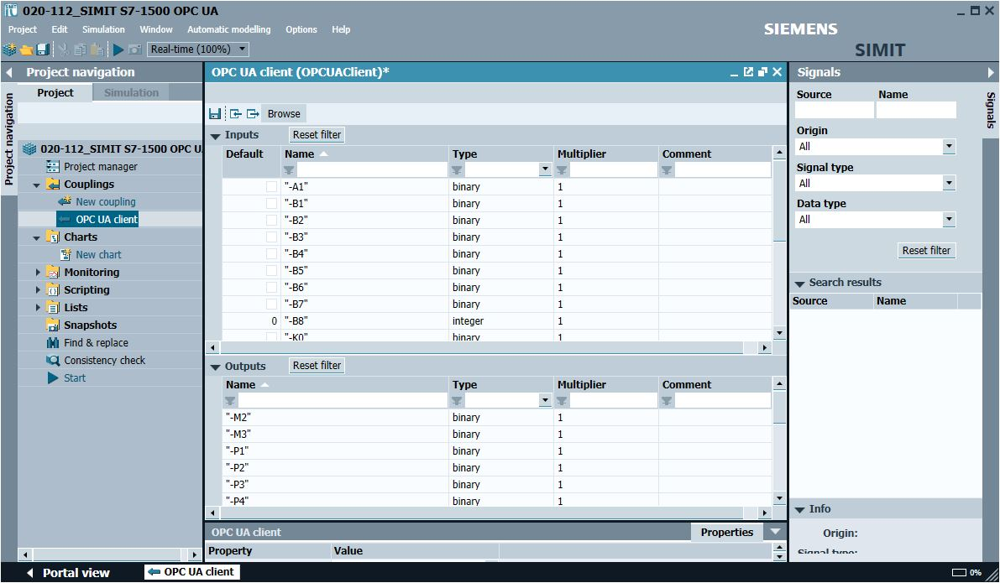 020-112_SIMIT S7-1500 OPC UA
Project Edit Simulation Window Automatic modelling Options Help
SIEMENS
SIMIT
Real-time (100%)
Project navigation
Project Simulation
Project navigation
020-112_SIMIT S7-1500 OPC U
Project manager
Couplings
New coupling
OPC UA client
Charts
New chart
Monitoring
Scripting
Lists
Snapshots
Find & replace
Consistency check
Start
OPC UA client (OPCUAClient)*
Browse
Inputs Reset filter
Default Name Type Multiplier Comment
"-A1" binary 1
"-B1" binary 1
"-B2" binary 1
"-B3" binary 1
"-B4" binary 1
"-B5" binary 1
"-B6" binary 1
"-B7" binary 1
0 "-B8" integer 1
"-K0" binary 1
Outputs Reset filter
Name Type Multiplier Comment
"-M2" binary 1
"-M3" binary 1
"-P1" binary 1
"-P2" binary 1
"-P3" binary 1
"-P4" binary 1
OPC UA client Properties
Property Value
Signals
Signals
Source Name
Origin
All
Signal type
All
Data type
All
Reset filter
Search results
Source Name
Info
Origin:
Signal type:
Portal view OPC UA client 0%